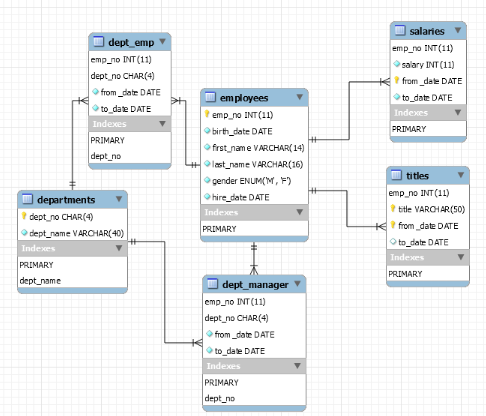 dept_emp
emp_no INT(11)
dept_no CHAR(4)
from_date DATE
to_date DATE
Indexes
PRIMARY
dept_no
employees
emp_no INT(11)
birth_date DATE
first_name VARCHAR(14)
last_name VARCHAR(16)
gender ENUM('M', 'F')
hire_date DATE
Indexes
PRIMARY
salaries
emp_no INT(11)
salary INT(11)
from_date DATE
to_date DATE
Indexes
PRIMARY
departments
dept_no CHAR(4)
dept_name VARCHAR(40)
Indexes
PRIMARY
dept_name
titles
emp_no INT(11)
title VARCHAR(50)
from_date DATE
to_date DATE
Indexes
PRIMARY
dept_manager
emp_no INT(11)
dept_no CHAR(4)
from_date DATE
to_date DATE
Indexes
PRIMARY
dept_no